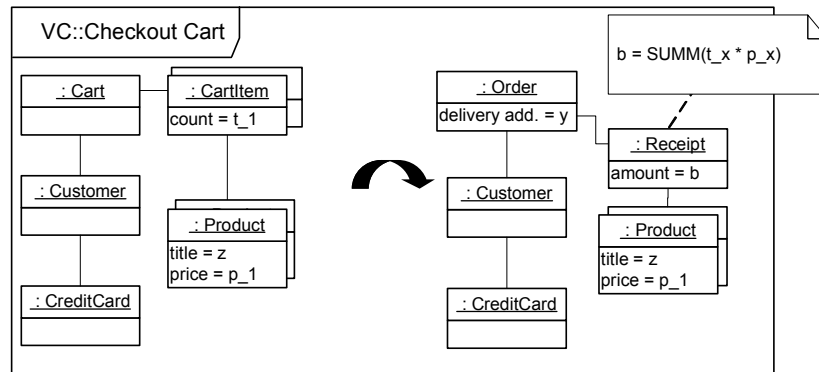 VC::Checkout Cart
b = SUMM(t_x * p_x)
: Cart
: CartItem
count = t_1
: Customer
: Product
title = z
price = p_1
: CreditCard
: Order
delivery add. = y
: Receipt
amount = b
: Customer
: Product
title = z
price = p_1
: CreditCard